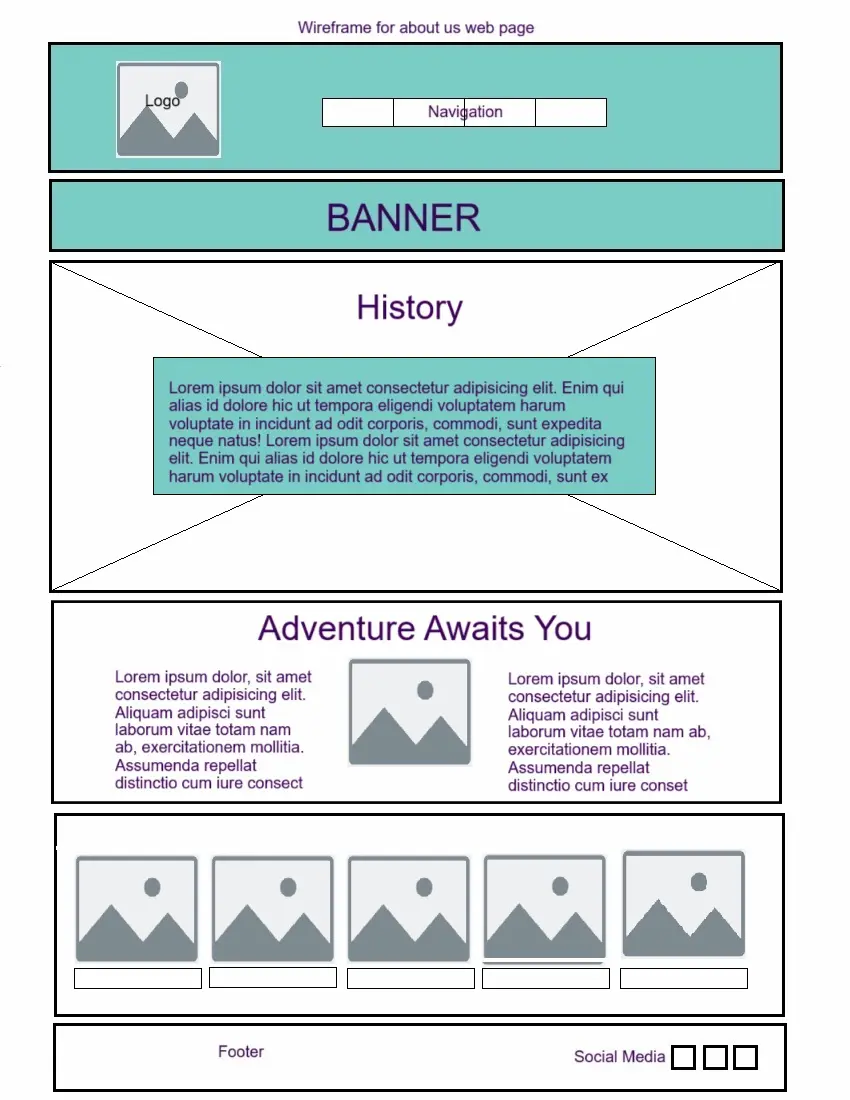 Wireframe for about us web page
Logo
Navigation
BANNER
History
Lorem ipsum dolor sit amet consectetur adipisicing elit. Enim qui
alias id dolore hic ut tempora eligendi voluptatem harum
voluptate in incidunt ad odit corporis, commodi, sunt expedita
neque natus! Lorem ipsum dolor sit amet consectetur adipisicing
elit. Enim qui alias id dolore hic ut tempora eligendi voluptatem
harum voluptate in incidunt ad odit corporis, commodi, sunt ex
Adventure Awaits You
Lorem ipsum dolor, sit amet
consectetur adipisicing elit.
Aliquam adipisci sunt
laborum vitae totam nam
ab, exercitationem mollitia.
Assumenda repellat
distinctio cum iure consect
Lorem ipsum dolor, sit amet
consectetur adipisicing elit.
Aliquam adipisci sunt
laborum vitae totam nam ab,
exercitationem mollitia.
Assumenda repellat
distinctio cum iure conset
Footer
Social Media